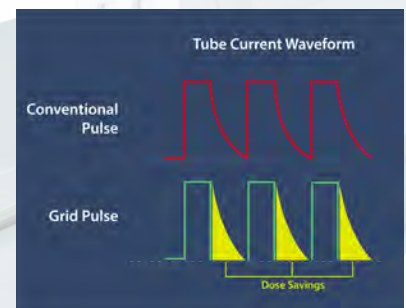 Tube Current Waveform
Conventional
Pulse
Grid Pulse
Dose Savings